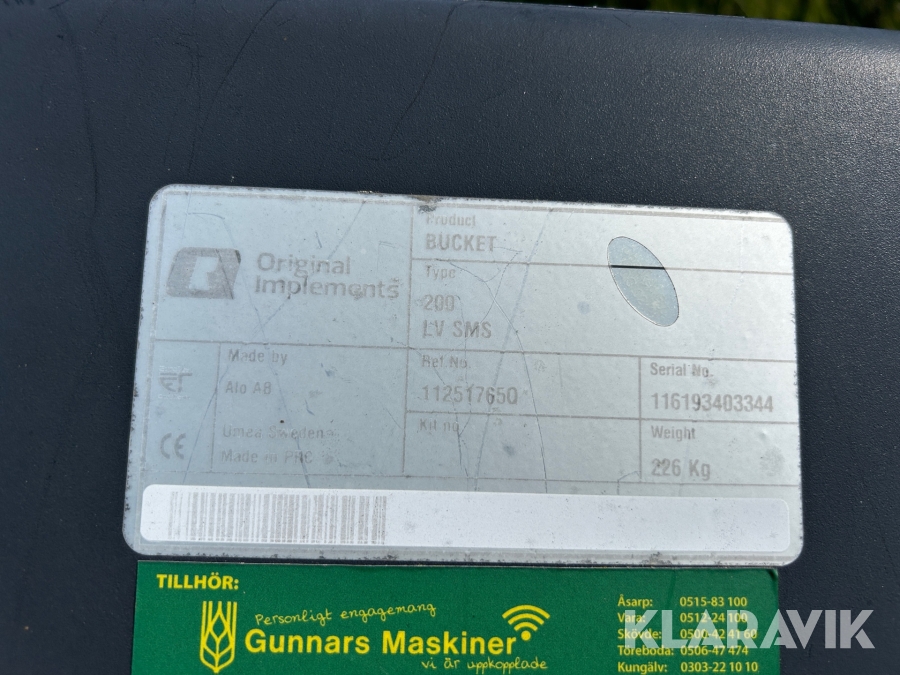 Original
Implements
Product
BUCKET
Type
200
LV SMS
Made by
Alo AB
Umeå Sweden
Made in PRC
CE
Ref.No.
112517650
Kit no
Serial No.
116193403344
Weight
226 Kg
TILLHÖR:
Personligt engagemang
Gunnars Maskiner
vi är uppkopplade
Åsarp: 0515-83 100
Vara: 0512-24 100
Skövde: 0500-42 41 60
Töreboda: 0506-47 474
Kungälv: 0303-22 10 10
KLARAVIK